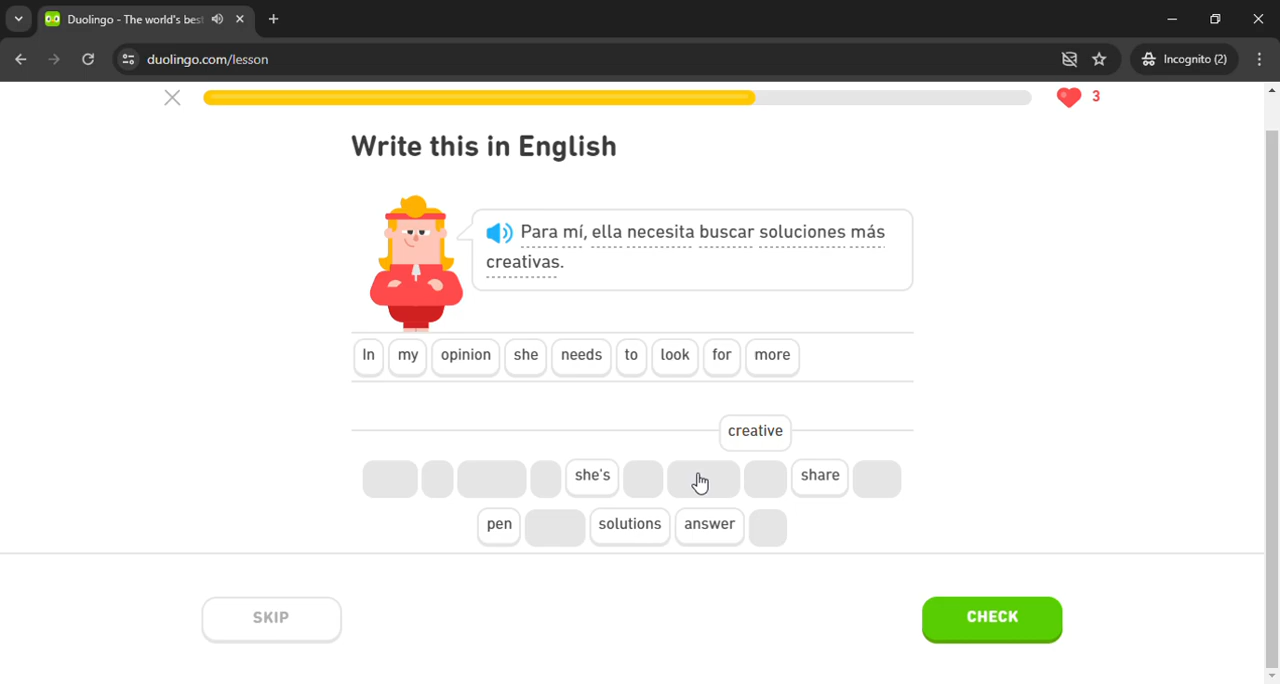 Duolingo - The world's bes
duolingo.com/lesson
Incognito (2)
3
Write this in English
Para mí, ella necesita buscar soluciones más
creativas.
In my opinion she needs to look for more
creative
she's share
pen solutions answer
SKIP CHECK